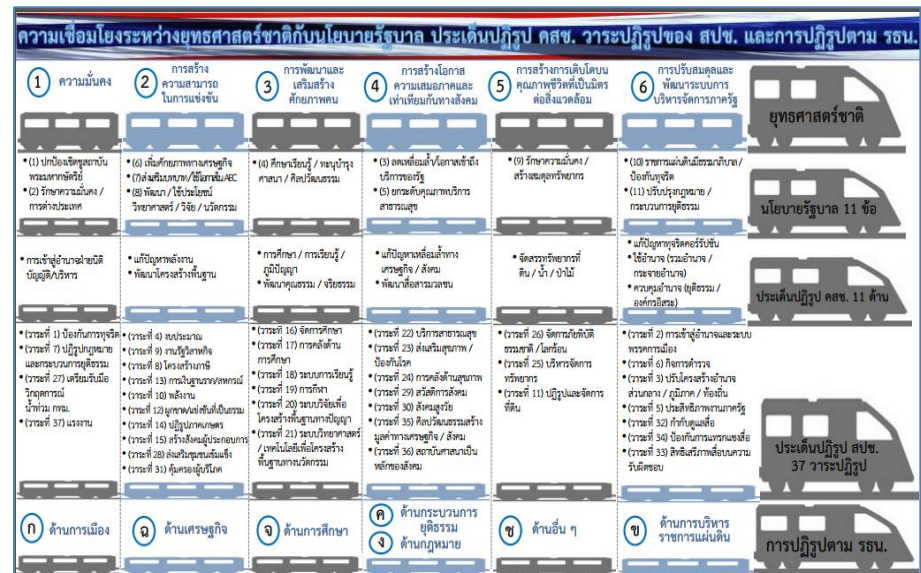 ความเชื่อมโยงระหว่างยุทธศาสตร์ชาติกับนโยบายรัฐบาล ประเด็นปฏิรูป คสช. วาระปฏิรูปของ สปช. และการปฏิรูปตาม รธน.
1 ความมั่นคง
2 การสร้าง
ความสามารถ
ในการแข่งขัน
3 การพัฒนาและ
เสริมสร้าง
ศักยภาพคน
4 การสร้างโอกาส
ความเสมอภาคและ
เท่าเทียมกันทางสังคม
5 การสร้างการเติบโตบน
คุณภาพชีวิตที่เป็นมิตร
ต่อสิ่งแวดล้อม
6 การปรับสมดุลและ
พัฒนาระบบการ
บริหารจัดการภาครัฐ
ยุทธศาสตร์ชาติ
• (1) ปกป้องเชิดชูสถาบัน
พระมหากษัตริย์
• (2) รักษาความมั่นคง /
การต่างประเทศ
• (6) เพิ่มศักยภาพทางเศรษฐกิจ
• (7) ส่งเสริมบทบาท/ใช้โอกาสใน AEC
• (8) พัฒนา / ใช้ประโยชน์
วิทยาศาสตร์ / วิจัย / นวัตกรรม
• (4) ศึกษาเรียนรู้ / ทะนุบำรุง
ศาสนา / ศิลปวัฒนธรรม
• (3) ลดเหลื่อมล้ำ/โอกาสเข้าถึง
บริการของรัฐ
• (5) ยกระดับคุณภาพบริการ
สาธารณสุข
• (9) รักษาความมั่นคง /
สร้างสมดุลทรัพยากร
• (10) ราชการแผ่นดินมีธรรมาภิบาล /
ป้องกันทุจริต
• (11) ปรับปรุงกฎหมาย /
กระบวนการยุติธรรม
นโยบายรัฐบาล 11 ข้อ
• การเข้าสู่อำนาจฝ่ายนิติ
บัญญัติ/บริหาร
• แก้ปัญหาพลังงาน
• พัฒนาโครงสร้างพื้นฐาน
• การศึกษา / การเรียนรู้ /
ภูมิปัญญา
• พัฒนาคุณธรรม / จริยธรรม
• แก้ปัญหาเหลื่อมล้ำทาง
เศรษฐกิจ / สังคม
• พัฒนาสื่อสารมวลชน
• จัดสรรทรัพยากรที่
ดิน / น้ำ / ป่าไม้
• แก้ปัญหาทุจริตคอร์รัปชัน
• ใช้อำนาจ (รวมอำนาจ /
กระจายอำนาจ)
• ควบคุมอำนาจ (ยุติธรรม /
องค์กรอิสระ)
ประเด็นปฏิรูป คสช. 11 ด้าน
• (วาระที่ 1) ป้องกันการทุจริต
• (วาระที่ 7) ปฏิรูปกฎหมาย
และกระบวนการยุติธรรม
• (วาระที่ 27) เตรียมรับมือ
วิกฤตการณ์
น้ำท่วม กทม.
• (วาระที่ 37) แรงงาน
• (วาระที่ 4) งบประมาณ
• (วาระที่ 9) งานรัฐวิสาหกิจ
• (วาระที่ 8) โครงสร้างภาษี
• (วาระที่ 13) การเงินฐานราก/สหกรณ์
• (วาระที่ 10) พลังงาน
• (วาระที่ 12) ผูกขาด/แข่งขันที่เป็นธรรม
• (วาระที่ 14) ปฏิรูปภาคเกษตร
• (วาระที่ 15) สร้างสังคมผู้ประกอบการ
• (วาระที่ 28) ส่งเสริมชุมชนเข้มแข็ง
• (วาระที่ 31) คุ้มครองผู้บริโภค
• (วาระที่ 16) จัดการศึกษา
• (วาระที่ 17) การคลังด้าน
การศึกษา
• (วาระที่ 18) ระบบการเรียนรู้
• (วาระที่ 19) การกีฬา
• (วาระที่ 20) ระบบวิจัยเพื่อ
โครงสร้างพื้นฐานทางปัญญา
• (วาระที่ 21) ระบบวิทยาศาสตร์
/ เทคโนโลยีเพื่อโครงสร้าง
พื้นฐานทางนวัตกรรม
• (วาระที่ 22) บริการสาธารณสุข
• (วาระที่ 23) ส่งเสริมสุขภาพ /
ป้องกันโรค
• (วาระที่ 24) การคลังด้านสุขภาพ
• (วาระที่ 29) สวัสดิการสังคม
• (วาระที่ 30) สังคมสูงวัย
• (วาระที่ 35) ศิลปวัฒนธรรมสร้าง
มูลค่าทางเศรษฐกิจ / สังคม
• (วาระที่ 36) สถาบันศาสนาเป็น
หลักของสังคม
• (วาระที่ 26) จัดการภัยพิบัติ
ธรรมชาติ / โลกร้อน
• (วาระที่ 25) บริหารจัดการ
ทรัพยากร
• (วาระที่ 11) ปฏิรูปและจัดการ
ที่ดิน
• (วาระที่ 2) การเข้าสู่อำนาจและระบบ
พรรคการเมือง
• (วาระที่ 6) กิจการตำรวจ
• (วาระที่ 3) ปรับโครงสร้างอำนาจ
ส่วนกลาง / ภูมิภาค / ท้องถิ่น
• (วาระที่ 5) ประสิทธิภาพงานภาครัฐ
• (วาระที่ 32) กำกับดูแลสื่อ
• (วาระที่ 34) ป้องกันการแทรกแซงสื่อ
• (วาระที่ 33) สิทธิเสรีภาพสื่อบนความ
รับผิดชอบ
ประเด็นปฏิรูป สปช.
37 วาระปฏิรูป
ก ด้านการเมือง
ฉ ด้านเศรษฐกิจ
จ ด้านการศึกษา
ค ด้านกระบวนการ
ยุติธรรม
ง ด้านกฎหมาย
ช ด้านอื่น ๆ
ข ด้านการบริหาร
ราชการแผ่นดิน
การปฏิรูปตาม รธน.